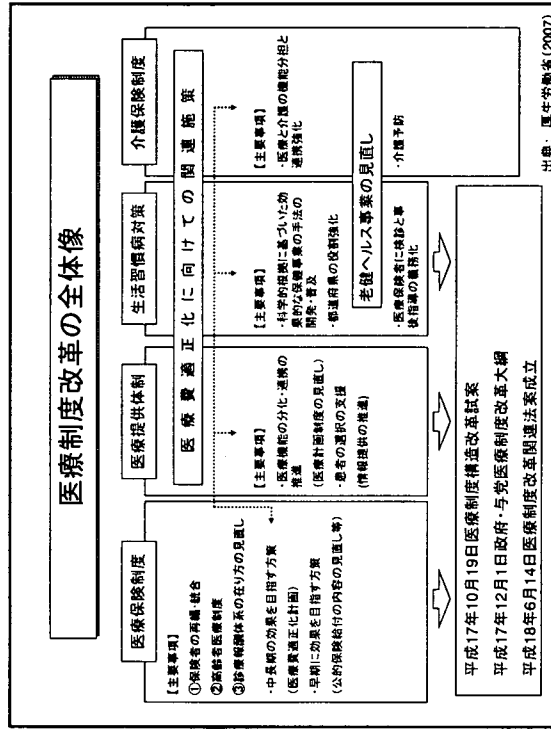 医療制度改革の全体像
医療保険制度
医療提供体制
生活習慣病対策
介護保険制度
医療費適正化に向けての関連施策
【主要事項】
①保険者の再編・統合
②高齢者医療制度
③診療報酬体系の在り方の見直し
・中長期の効果を目指す方策
(医療費適正化計画)
・早期に効果を目指す方策
(公的保険給付の内容の見直し等)
【主要事項】
・医療機能の分化・連携の
推進
(医療計画制度の見直し)
・患者の選択の支援
(情報提供の推進)
【主要事項】
・科学的根拠に基づいた効
果的な保健事業の手法の
開発・普及
・都道府県の役割強化
・医療保険者に検診と事
後指導の義務化
【主要事項】
・医療と介護の機能分担と
連携強化
老健ヘルス事業の見直し
・介護予防
平成17年10月19日医療制度構造改革試案
平成17年12月1日政府・与党医療制度改革大綱
平成18年6月14日医療制度改革関連法案成立
出典: 厚生労働省(2007)